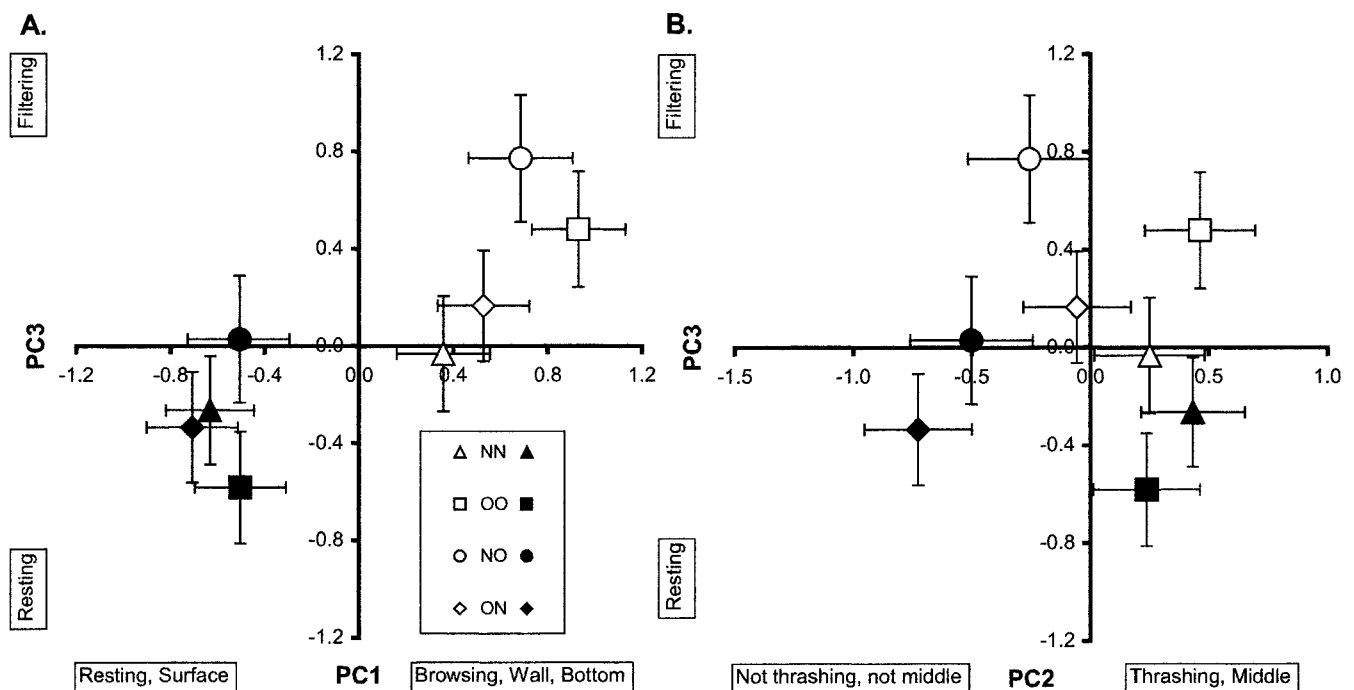 A.
Filtering
1.2
0.8
0.4
0.0
-1.2
-0.8
-0.4
0.0
0.4
0.8
1.2
-0.4
-0.8
-1.2
PC3
Resting
NN
OO
NO
ON
Resting, Surface
PC1
Browsing, Wall, Bottom
B.
Filtering
1.2
0.8
0.4
0.0
-1.5
-1.0
-0.5
0.0
0.5
1.0
-0.4
-0.8
-1.2
PC3
Resting
Not thrashing, not middle
PC2
Thrashing, Middle